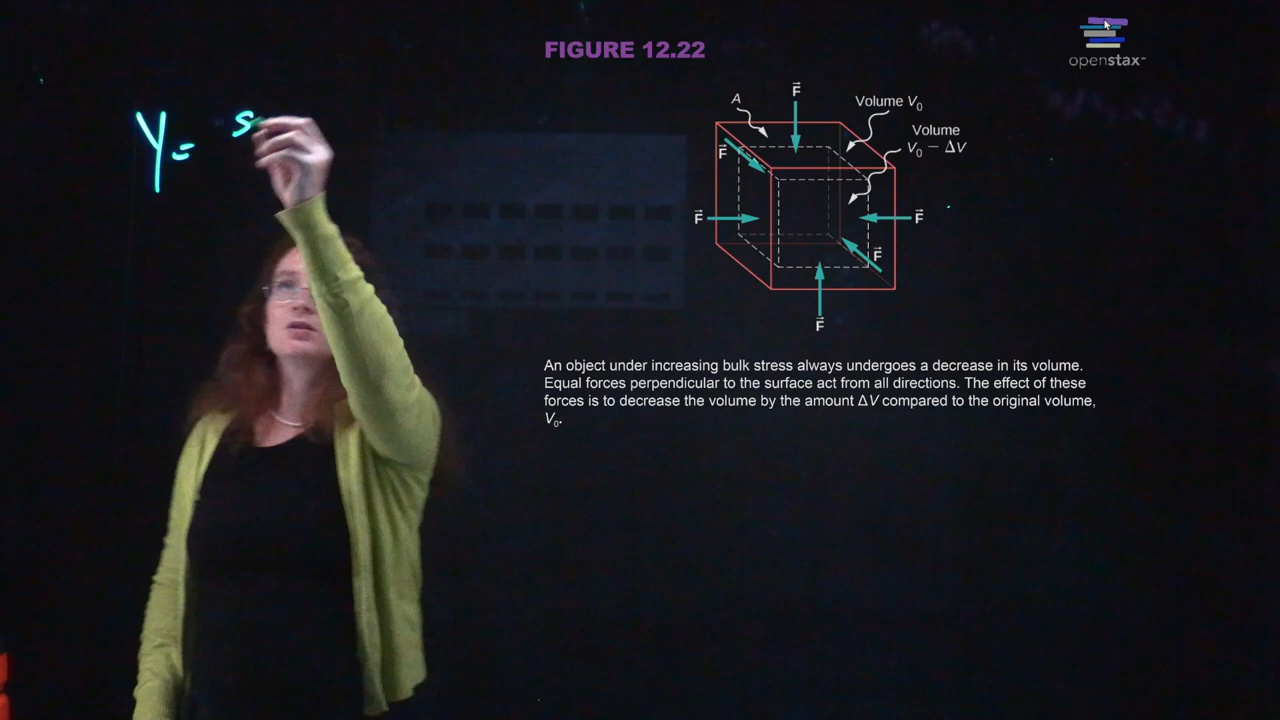 FIGURE 12.22
openstax™
Y = s
A
F⃗
Volume V₀
Volume
V₀ − ΔV
F⃗
F⃗
F⃗
F⃗
F⃗
An object under increasing bulk stress always undergoes a decrease in its volume.
Equal forces perpendicular to the surface act from all directions. The effect of these
forces is to decrease the volume by the amount ΔV compared to the original volume,
V₀.